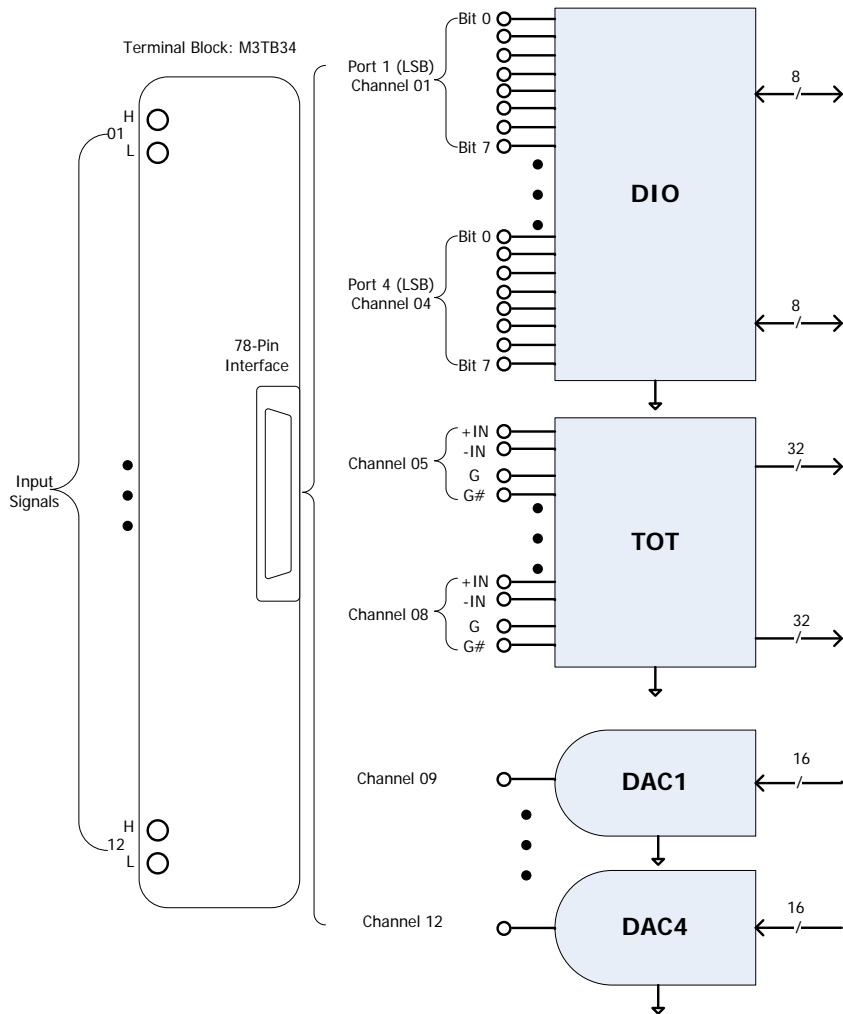 Terminal Block: M3TB34
H
01
L
Input
Signals
78-Pin
Interface
H
12
L
Port 1 (LSB)
Channel 01
Bit 0
Bit 7
DIO
8
Port 4 (LSB)
Channel 04
Bit 0
Bit 7
8
Channel 05
+IN
-IN
G
G#
TOT
32
Channel 08
+IN
-IN
G
G#
32
Channel 09
DAC1
16
Channel 12
DAC4
16